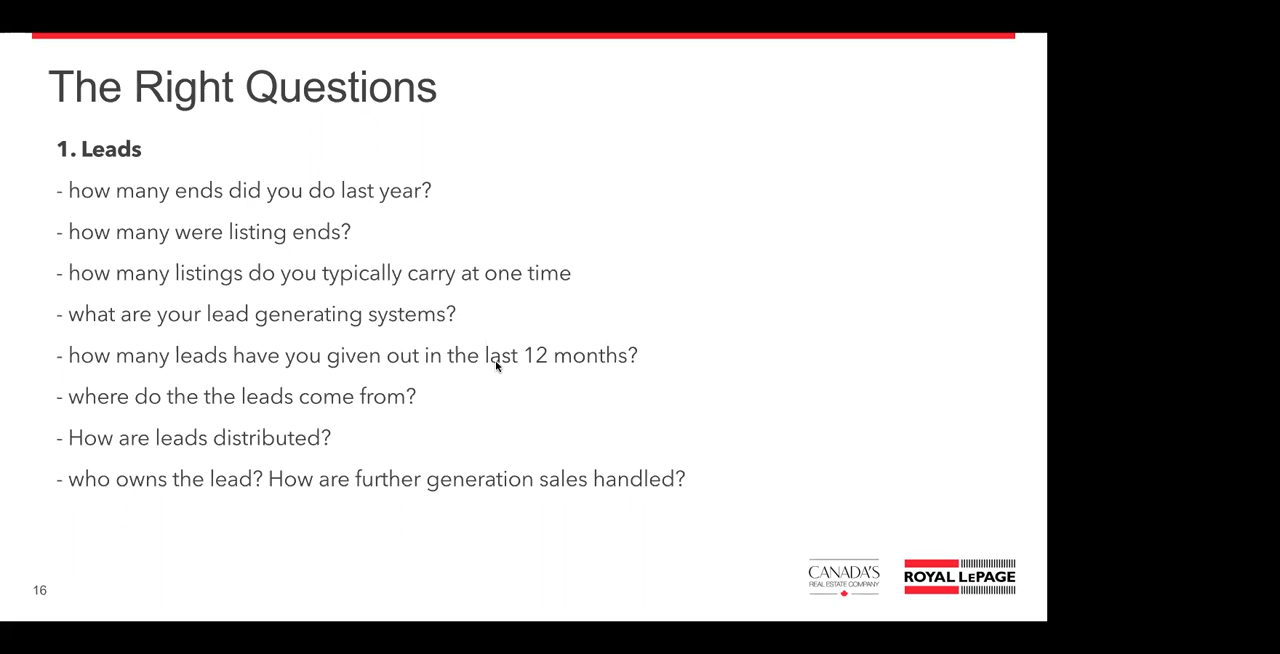 The Right Questions
1. Leads
- how many ends did you do last year?
- how many were listing ends?
- how many listings do you typically carry at one time
- what are your lead generating systems?
- how many leads have you given out in the last 12 months?
- where do the the leads come from?
- How are leads distributed?
- who owns the lead? How are further generation sales handled?
16
CANADA'S
REAL ESTATE COMPANY
ROYAL LEPAGE